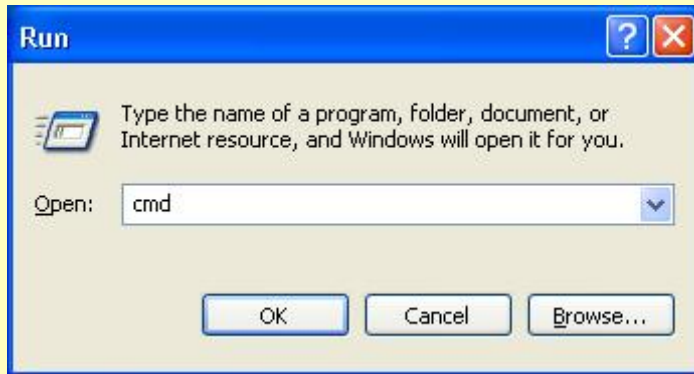 Run
?
Type the name of a program, folder, document, or
Internet resource, and Windows will open it for you.
Open: cmd
OK Cancel Browse...